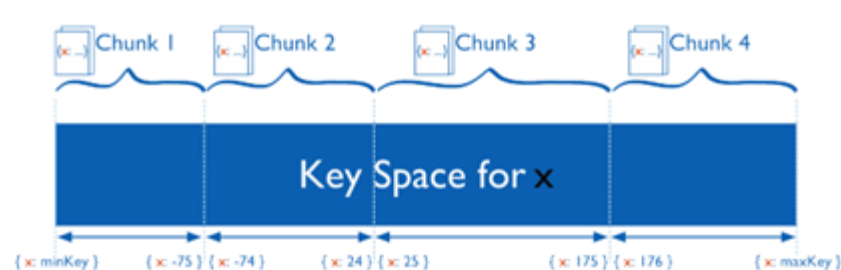 {x: ...} Chunk 1 {x: ...} Chunk 2 {x: ...} Chunk 3 {x: ...} Chunk 4
Key Space for x
{ x: minKey } { x: -75 } { x: -74 } { x: 24 } { x: 25 } { x: 175 } { x: 176 } { x: maxKey }